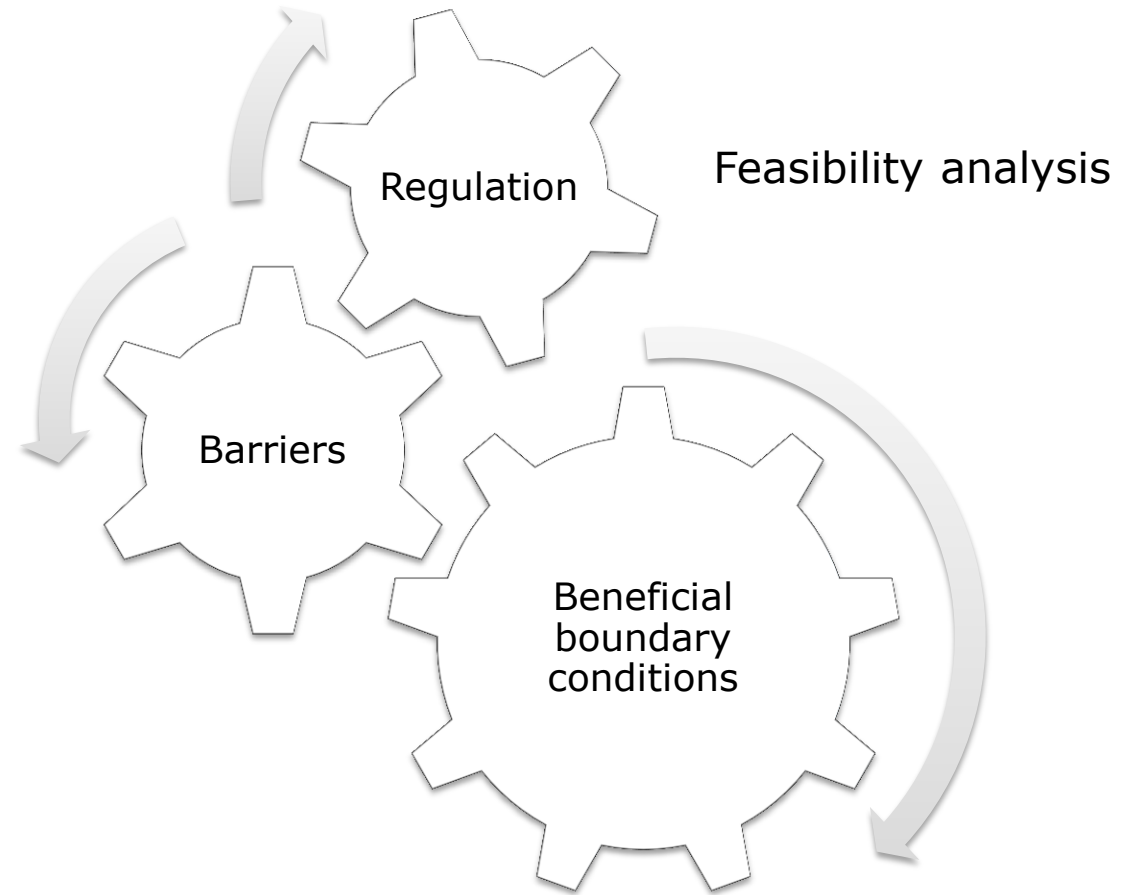 Regulation
Feasibility analysis
Barriers
Beneficial
boundary
conditions